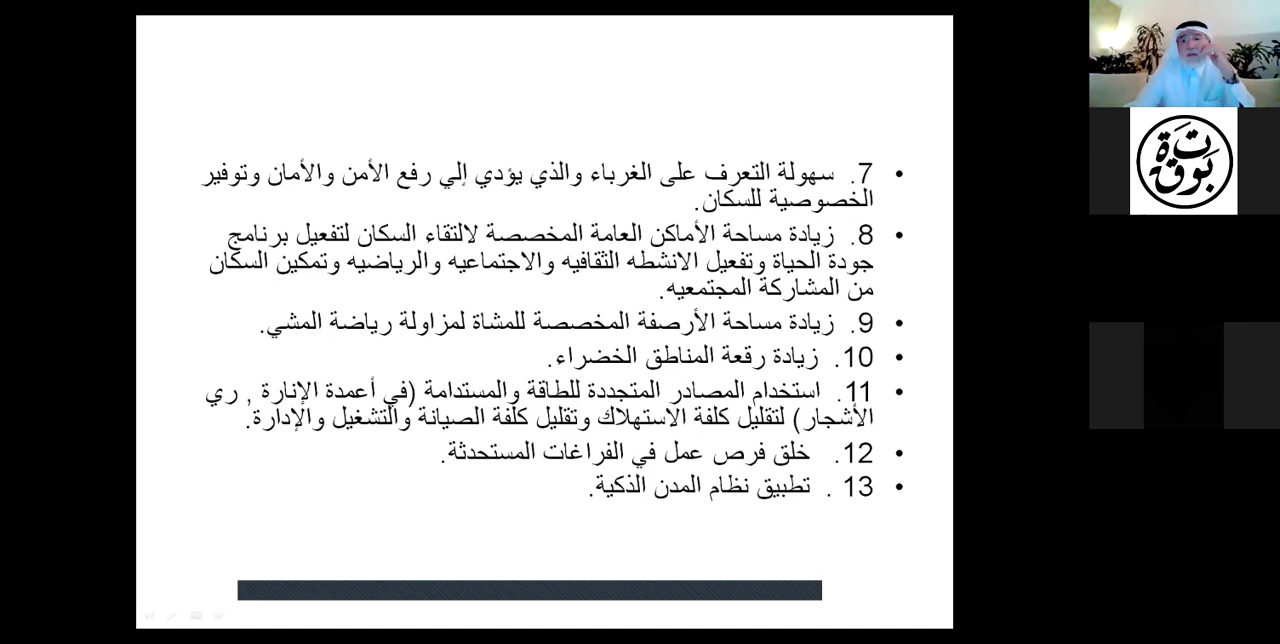 7. سهولة التعرف على الغرباء والذي يؤدي إلي رفع الأمن والأمان وتوفير
الخصوصية للسكان.
8. زيادة مساحة الأماكن العامة المخصصة لالتقاء السكان لتفعيل برنامج
جودة الحياة وتفعيل الانشطه الثقافيه والاجتماعيه والرياضيه وتمكين السكان
من المشاركة المجتمعيه.
9. زيادة مساحة الأرصفة المخصصة للمشاة لمزاولة رياضة المشي.
10. زيادة رقعة المناطق الخضراء.
11. استخدام المصادر المتجددة للطاقة والمستدامة (في أعمدة الإنارة , ري
الأشجار) لتقليل كلفة الاستهلاك وتقليل كلفة الصيانة والتشغيل والإدارة.
12. خلق فرص عمل في الفراغات المستحدثة.
13 . تطبيق نظام المدن الذكية.